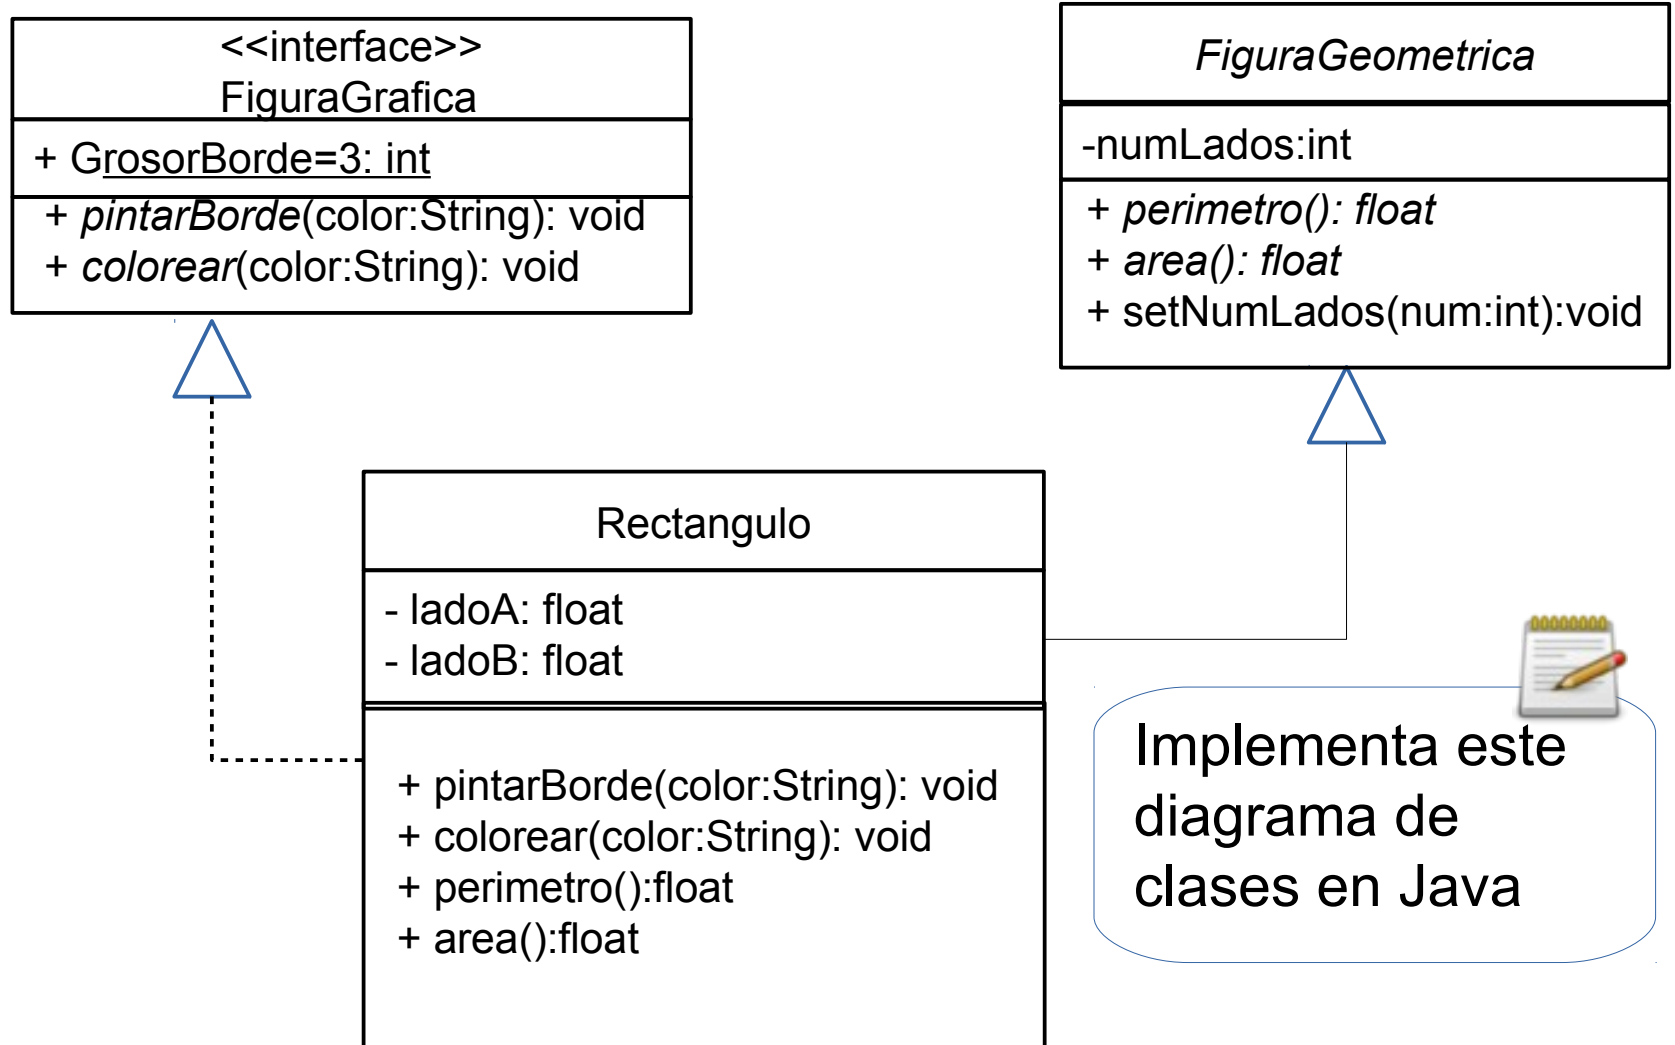 <<interface>>
FiguraGrafica
+ GrosorBorde=3: int
+ pintarBorde(color:String): void
+ colorear(color:String): void
FiguraGeometrica
-numLados:int
+ perimetro(): float
+ area(): float
+ setNumLados(num:int):void
Rectangulo
- ladoA: float
- ladoB: float
+ pintarBorde(color:String): void
+ colorear(color:String): void
+ perimetro():float
+ area():float
Implementa este
diagrama de
clases en Java